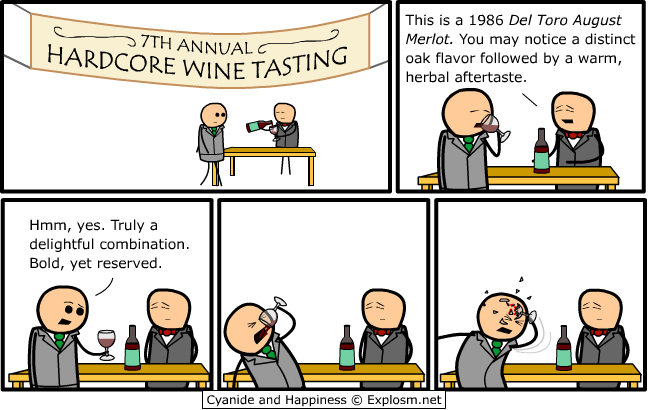 7TH ANNUAL
HARDCORE WINE TASTING
This is a 1986 Del Toro August
Merlot. You may notice a distinct
oak flavor followed by a warm,
herbal aftertaste.
Hmm, yes. Truly a
delightful combination.
Bold, yet reserved.
Cyanide and Happiness © Explosm.net